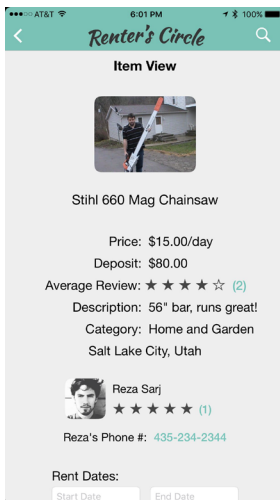 AT&T 6:01 PM 100%
Renter's Circle
Item View
Stihl 660 Mag Chainsaw
Price: $15.00/day
Deposit: $80.00
Average Review: ★ ★ ★ ★ ☆ (2)
Description: 56" bar, runs great!
Category: Home and Garden
Salt Lake City, Utah
Reza Sarj
★ ★ ★ ★ ★ (1)
Reza's Phone #: 435-234-2344
Rent Dates:
Start Date End Date